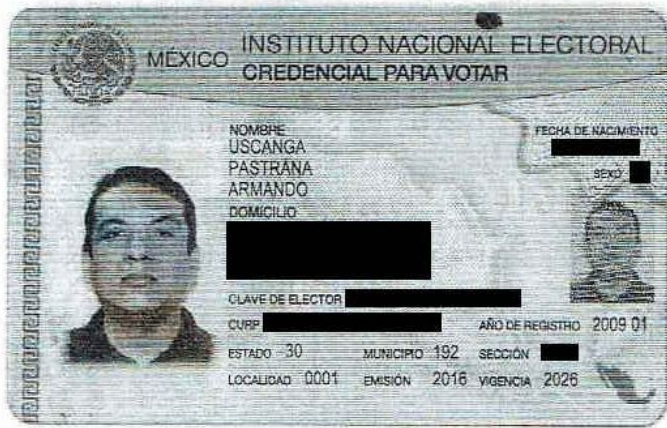 MÉXICO INSTITUTO NACIONAL ELECTORAL
CREDENCIAL PARA VOTAR
NOMBRE
USCANGA
PASTRANA
ARMANDO
FECHA DE NACIMIENTO
SEXO
DOMICILIO
CLAVE DE ELECTOR
CURP AÑO DE REGISTRO 2009 01
ESTADO 30 MUNICIPIO 192 SECCIÓN
LOCALIDAD 0001 EMISIÓN 2016 VIGENCIA 2026